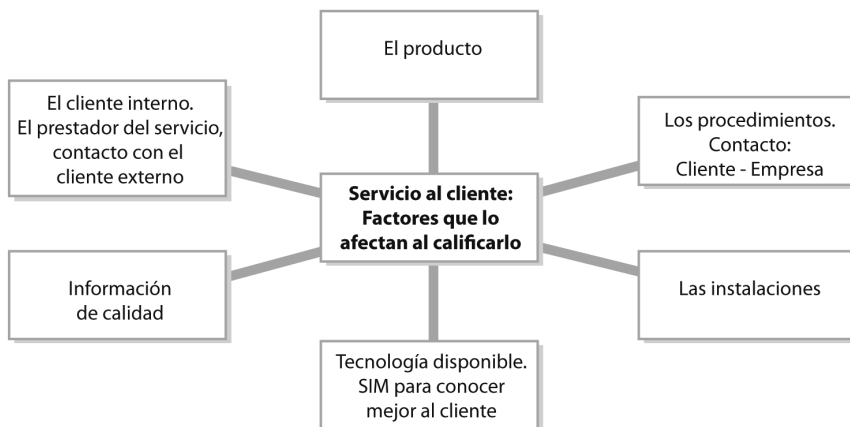 El producto
El cliente interno.
El prestador del servicio,
contacto con el
cliente externo
Los procedimientos.
Contacto:
Cliente - Empresa
Servicio al cliente:
Factores que lo
afectan al calificarlo
Información
de calidad
Las instalaciones
Tecnología disponible.
SIM para conocer
mejor al cliente